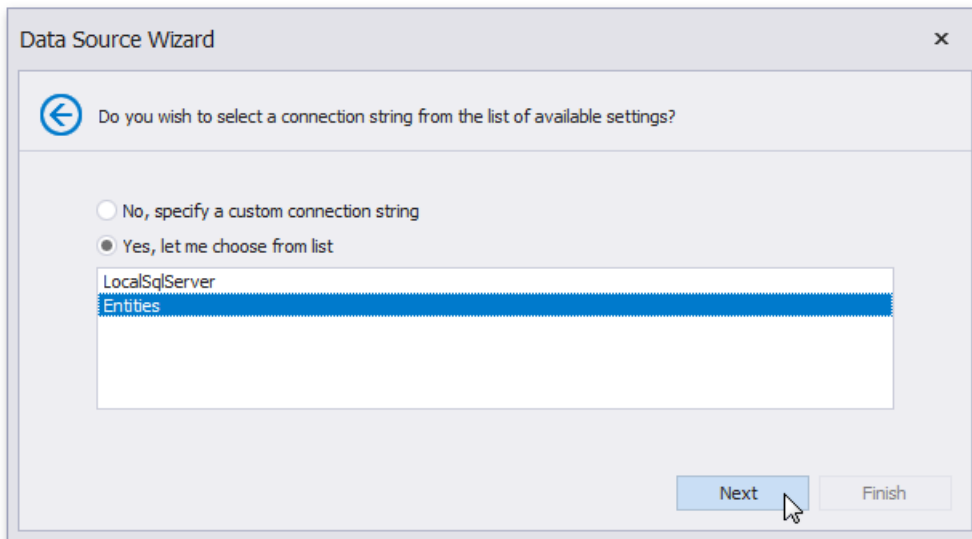 Data Source Wizard
Do you wish to select a connection string from the list of available settings?
No, specify a custom connection string
Yes, let me choose from list
LocalSqlServer
Entities
Next
Finish